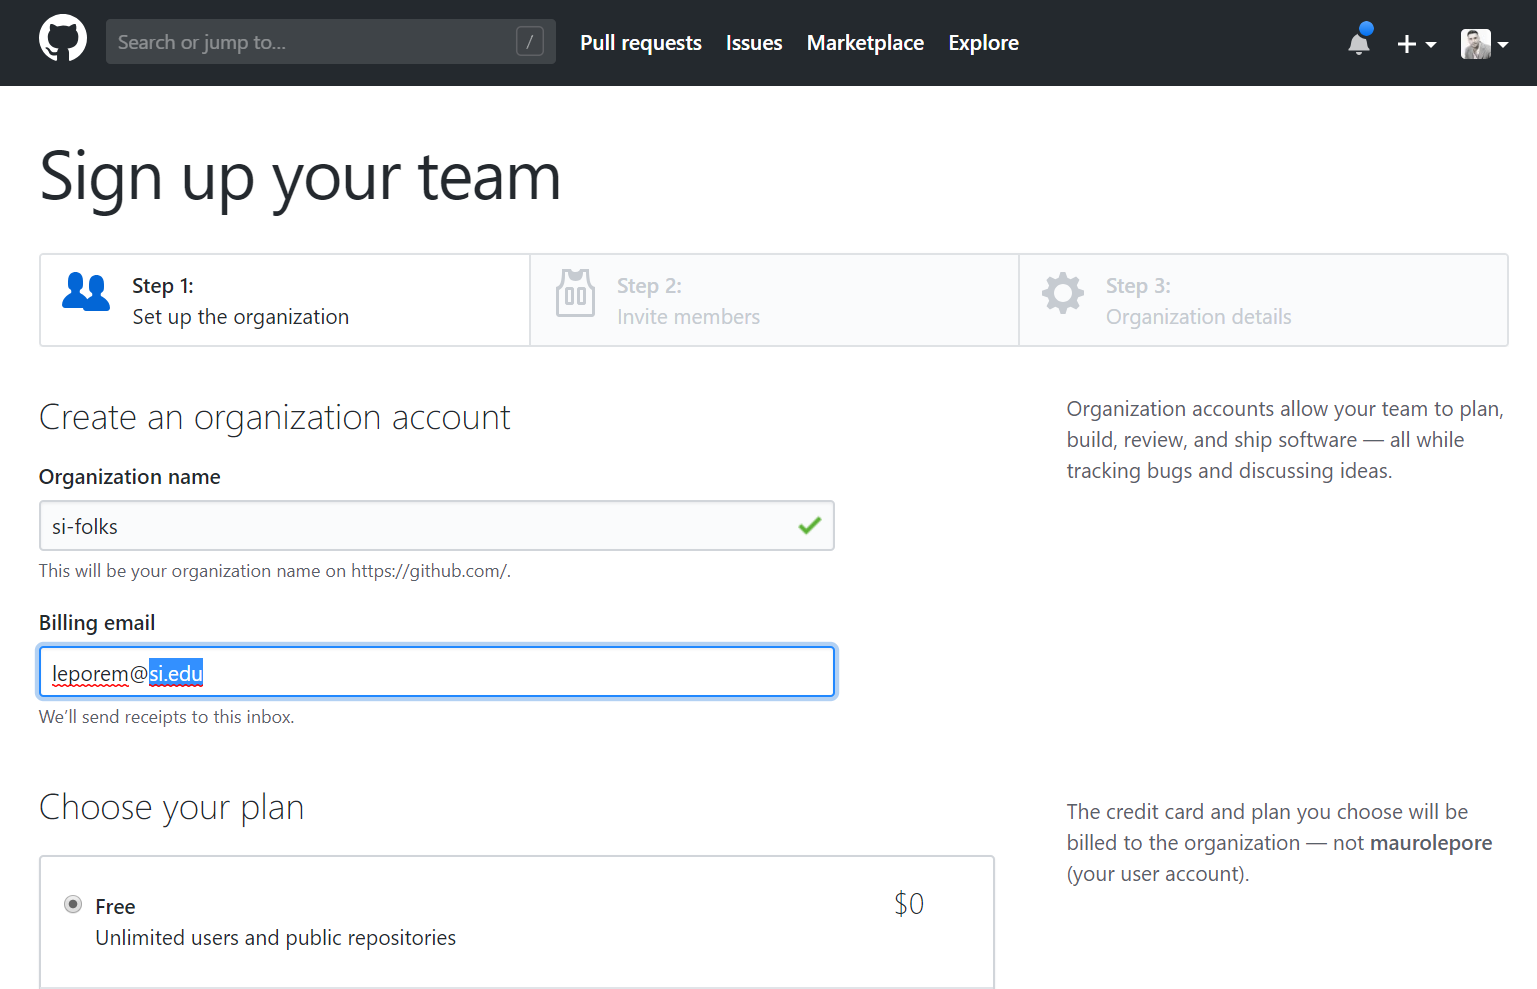 Search or jump to...
/
Pull requests
Issues
Marketplace
Explore
Sign up your team
Step 1:
Set up the organization
Step 2:
Invite members
Step 3:
Organization details
Create an organization account
Organization name
si-folks
This will be your organization name on https://github.com/.
Billing email
leporem@si.edu
We'll send receipts to this inbox.
Organization accounts allow your team to plan,
build, review, and ship software — all while
tracking bugs and discussing ideas.
Choose your plan
Free
$0
Unlimited users and public repositories
The credit card and plan you choose will be
billed to the organization — not maurolepore
(your user account).